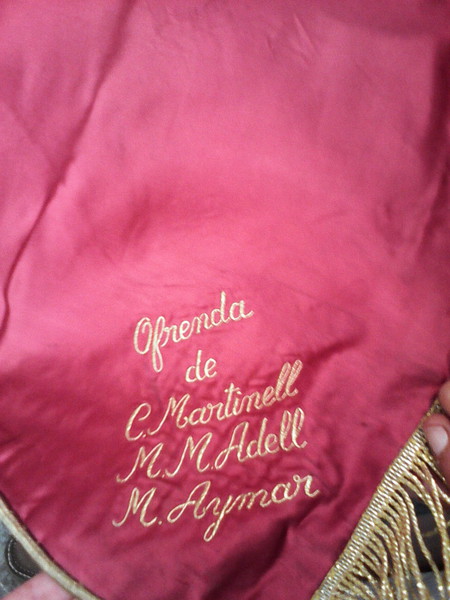 Ofrenda
de
C. Martinell
M. M. Adell
M. Aymar